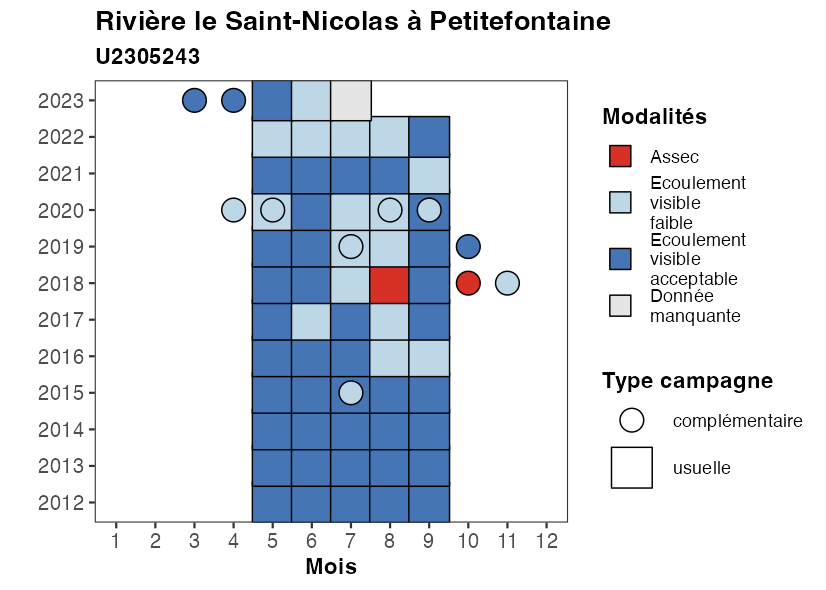 Rivière le Saint-Nicolas à Petitefontaine
U2305243
2023
2022
2021
2020
2019
2018
2017
2016
2015
2014
2013
2012
1 2 3 4 5 6 7 8 9 10 11 12
Mois
Modalités
Assec
Ecoulement
visible
faible
Ecoulement
visible
acceptable
Donnée
manquante
Type campagne
complémentaire
usuelle